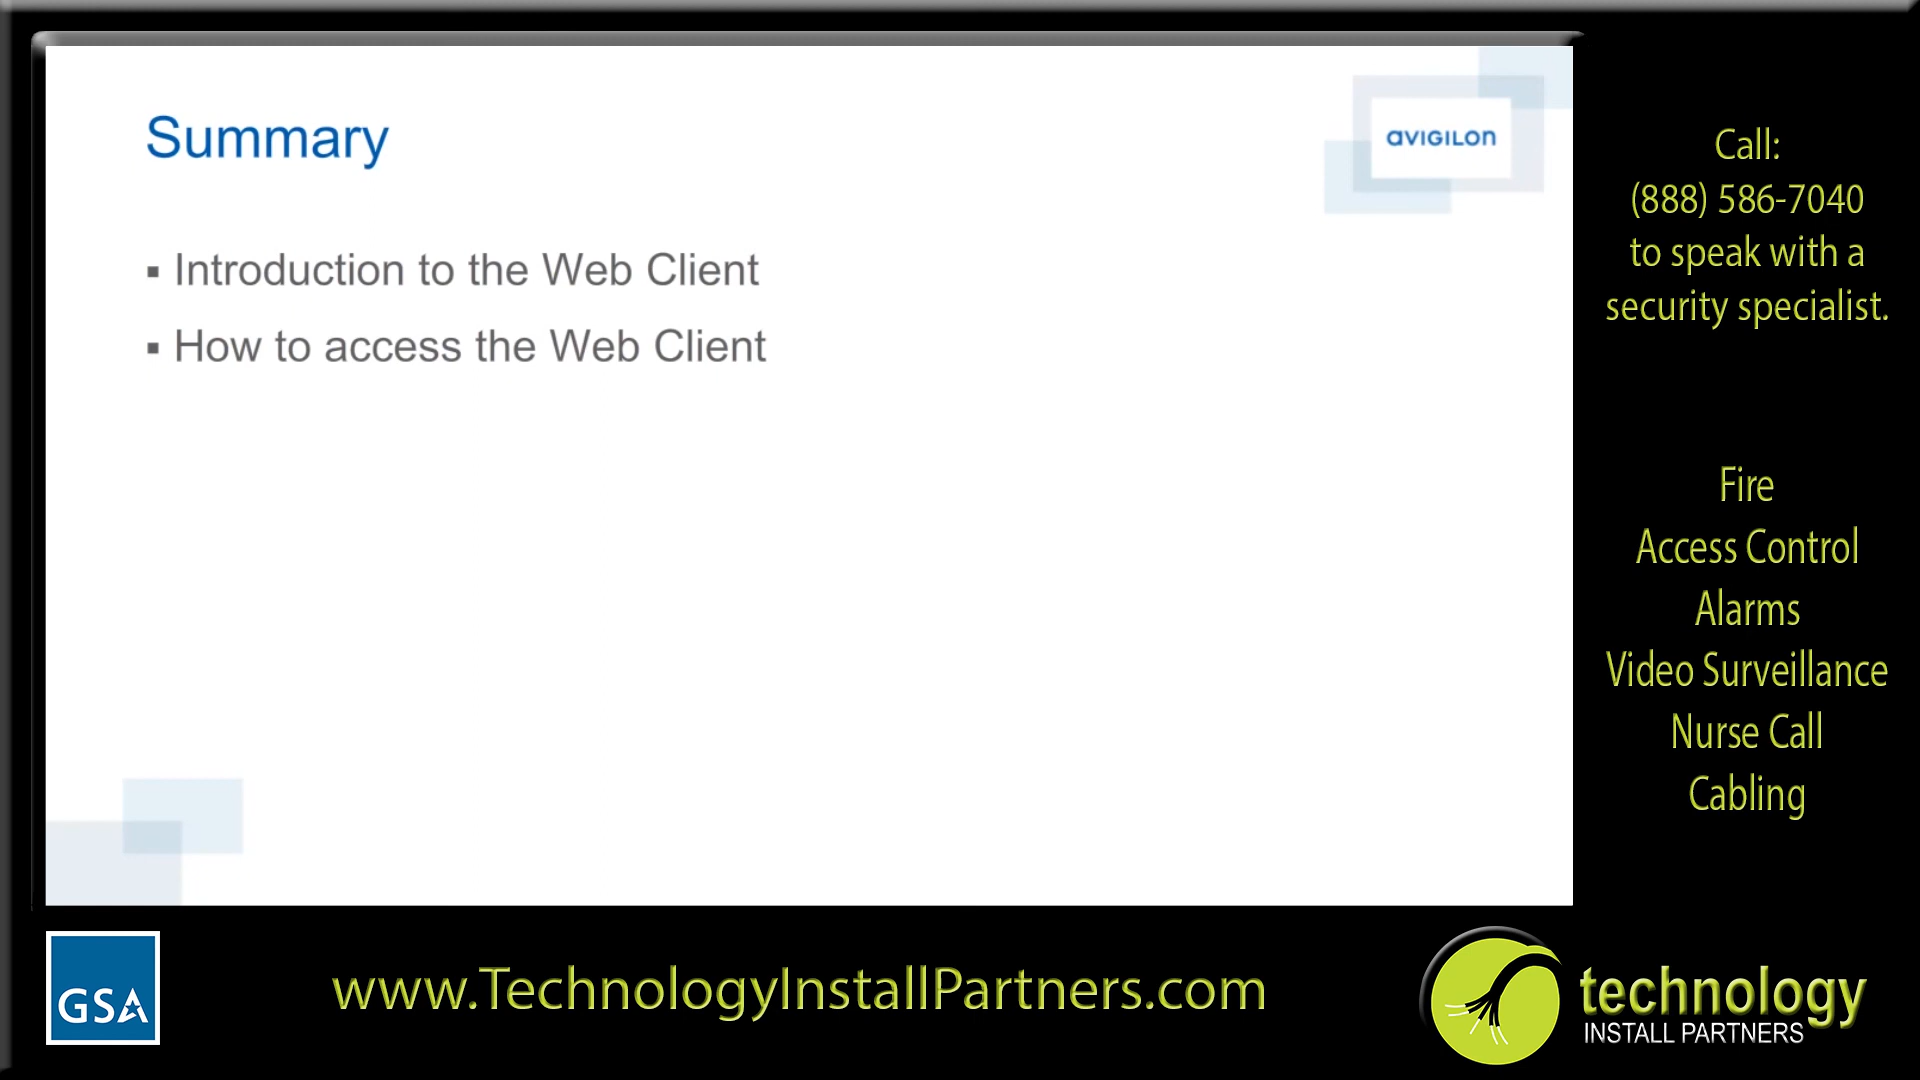 Summary
AVIGILON
▪ Introduction to the Web Client
▪ How to access the Web Client
Call:
(888) 586-7040
to speak with a
security specialist.
Fire
Access Control
Alarms
Video Surveillance
Nurse Call
Cabling
GSA
www.TechnologyInstallPartners.com
technology
INSTALL PARTNERS